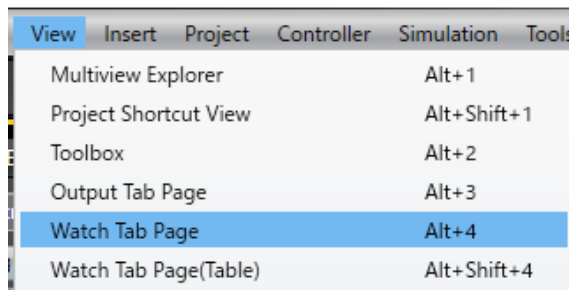 View Insert Project Controller Simulation Tools
Multiview Explorer Alt+1
Project Shortcut View Alt+Shift+1
Toolbox Alt+2
Output Tab Page Alt+3
Watch Tab Page Alt+4
Watch Tab Page(Table) Alt+Shift+4